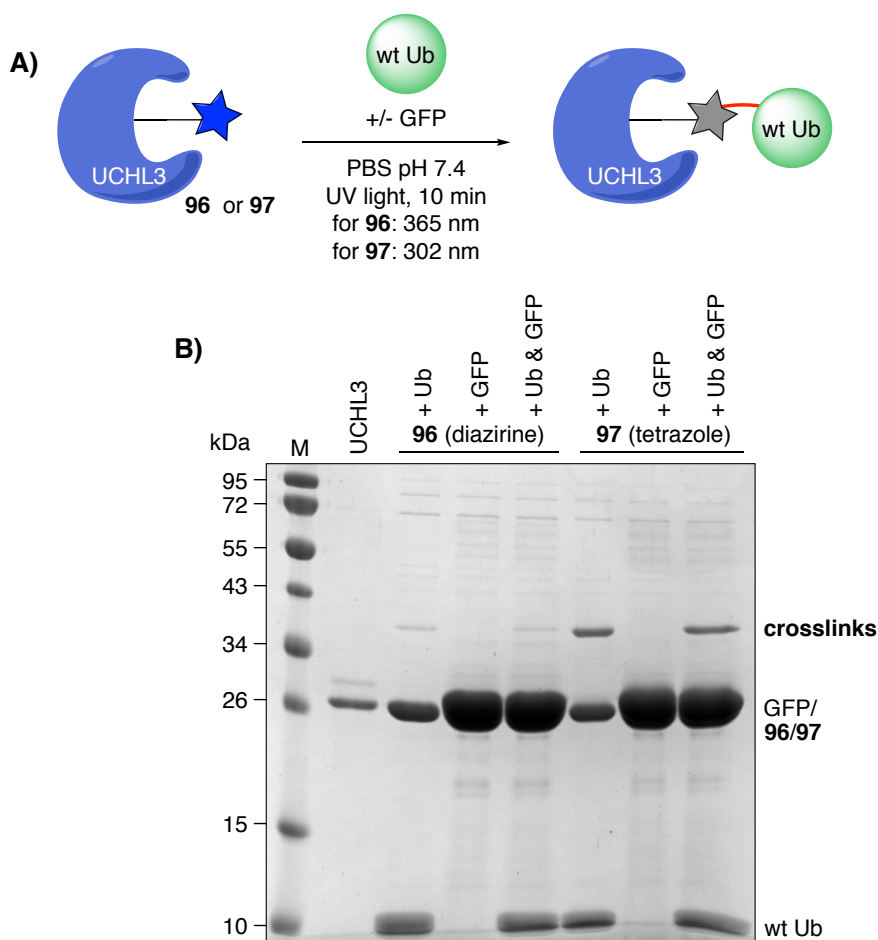 A)
wt Ub
+/- GFP
PBS pH 7.4
UV light, 10 min
for 96: 365 nm
for 97: 302 nm
UCHL3
96 or 97
UCHL3
wt Ub
B)
UCHL3
+ Ub
+ GFP
+ Ub & GFP
+ Ub
+ GFP
+ Ub & GFP
96 (diazirine)
97 (tetrazole)
kDa
M
95
72
55
43
34
26
15
10
crosslinks
GFP/
96/97
wt Ub